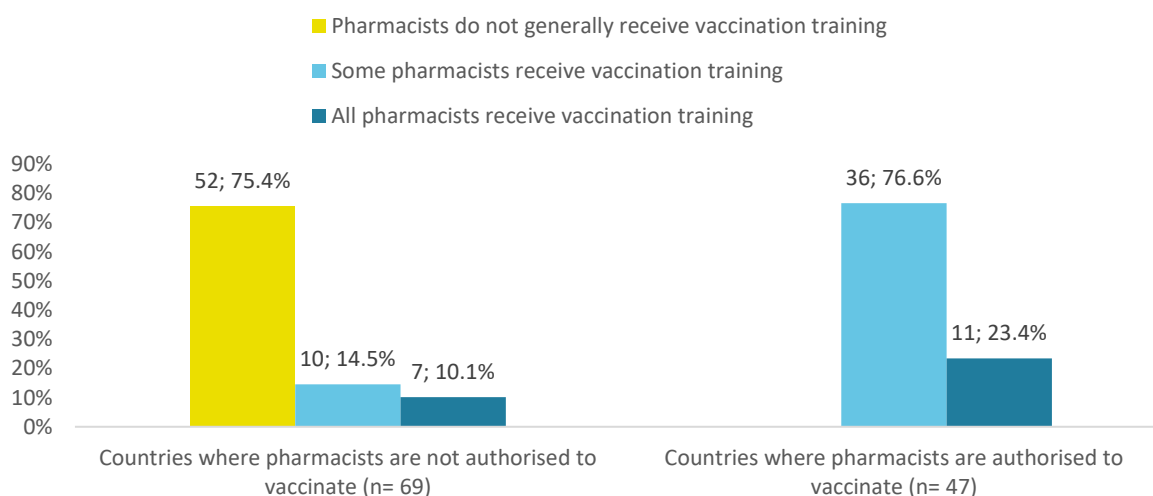 Pharmacists do not generally receive vaccination training
Some pharmacists receive vaccination training
All pharmacists receive vaccination training
90%
80%
70%
60%
50%
40%
30%
20%
10%
0%
52; 75.4%
10; 14.5%
7; 10.1%
36; 76.6%
11; 23.4%
Countries where pharmacists are not authorised to
vaccinate (n= 69)
Countries where pharmacists are authorised to
vaccinate (n= 47)